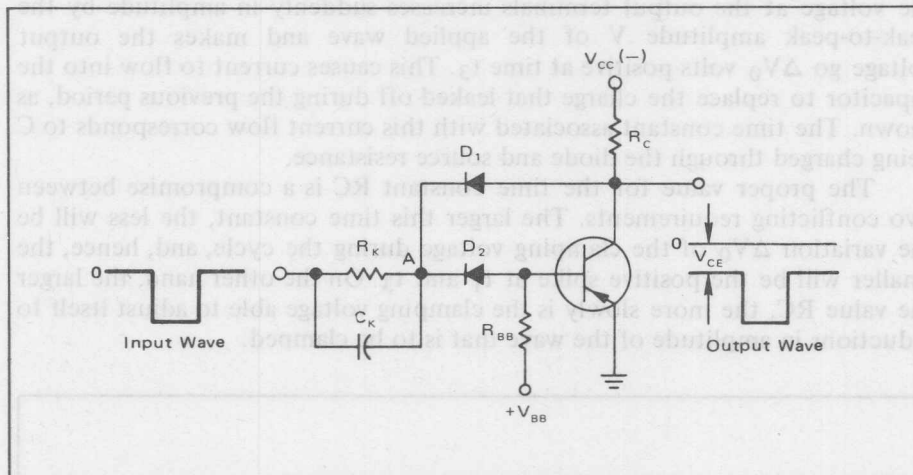 voltage at the output terminals increases suddenly in amplitude by the
eak-to-peak amplitude V of the applied wave and makes the output
oltage go ΔV₀ volts positive at time t₃. This causes current to flow into the
apacitor to replace the charge that leaked off during the previous period, as
own. The time constant associated with this current flow corresponds to C
ing charged through the diode and source resistance.
The proper value for the time constant RC is a compromise between
wo conflicting requirements. The larger this time constant, the less will be
e variation ΔV₀ in the clamping voltage during the cycle, and, hence, the
maller will be the positive spike at and On the other hand, the larger
e value RC, the more slowly is the clamping voltage able to adjust itself to
ductions in amplitude of the wave that is to be clamped.
V_CC(−)
R_C
D₁
0
Input Wave
R_K
A
D₂
C_K
R_BB
+V_BB
0
V_CE
Output Wave